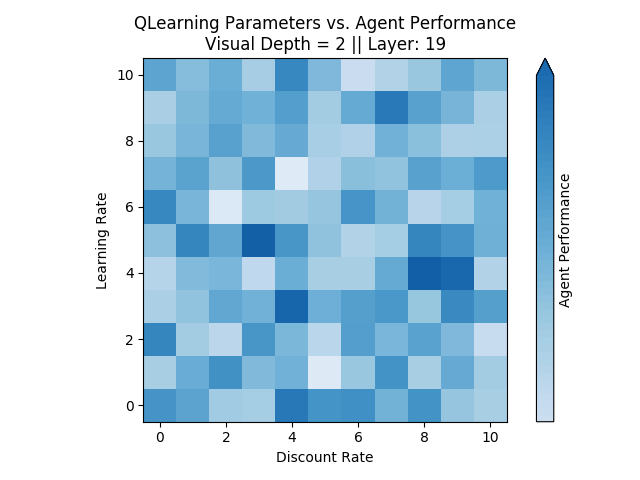 QLearning Parameters vs. Agent Performance
Visual Depth = 2 || Layer: 19
10
8
6
4
2
0
Learning Rate
0 2 4 6 8 10
Discount Rate
Agent Performance